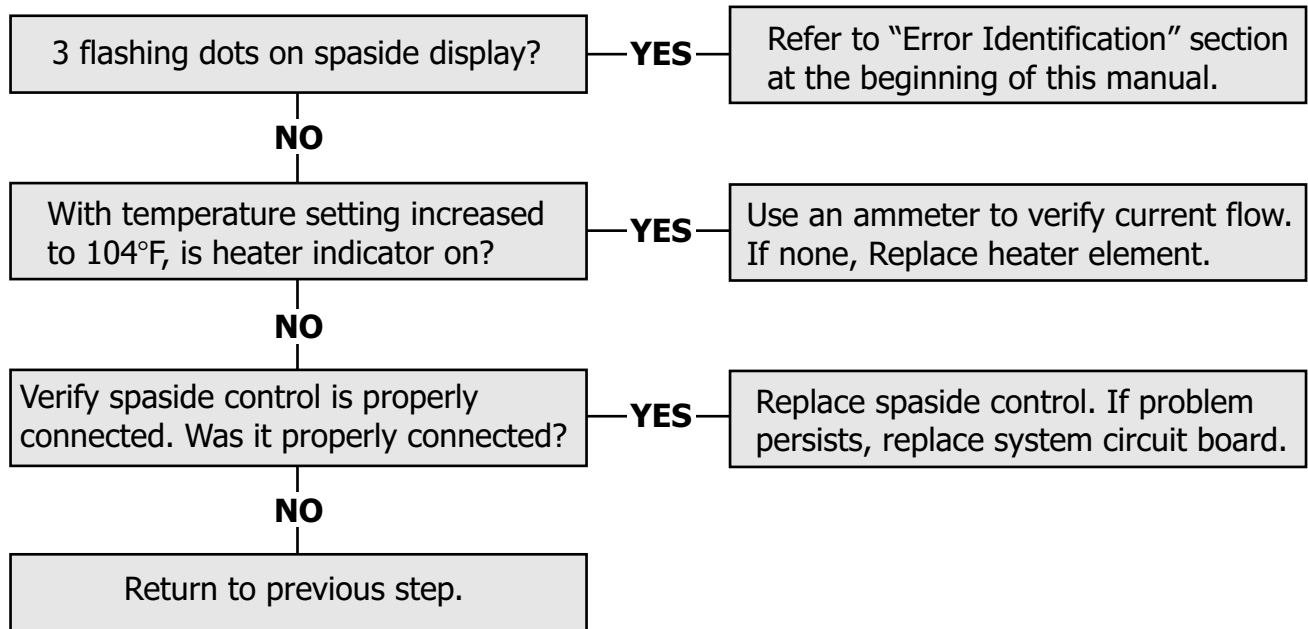 3 flashing dots on spaside display?
YES
Refer to “Error Identification” section
at the beginning of this manual.
NO
With temperature setting increased
to 104°F, is heater indicator on?
YES
Use an ammeter to verify current flow.
If none, Replace heater element.
NO
Verify spaside control is properly
connected. Was it properly connected?
YES
Replace spaside control. If problem
persists, replace system circuit board.
NO
Return to previous step.